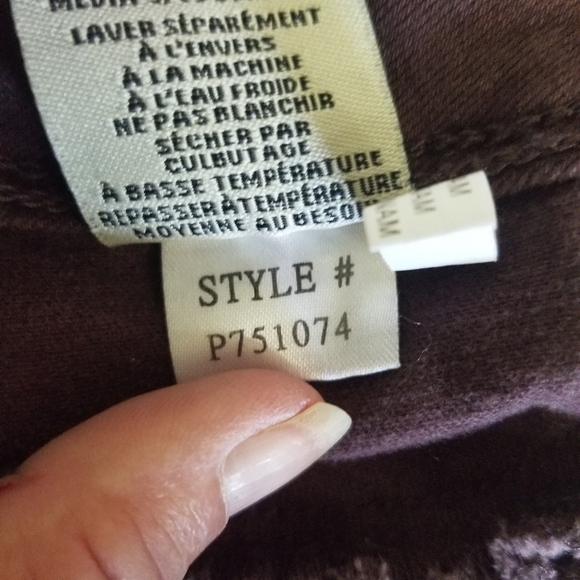 LAVER SÉPARÉMENT
À L'ENVERS
À LA MACHINE
À L'EAU FROIDE
NE PAS BLANCHIR
SÉCHER PAR
CULBUTAGE
À BASSE TEMPÉRATURE
REPASSER À TEMPÉRATURE
MOYENNE AU BESOI
STYLE #
P751074